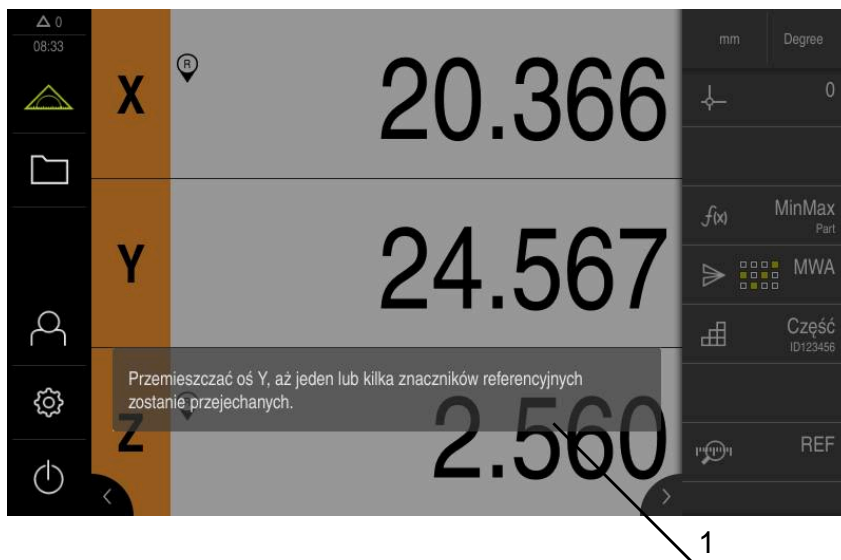 0
08:33
mm
Degree
X
R
20.366
0
Y
24.567
f(x)
MinMax
Part
MWA
Część
ID123456
Przemieszczać oś Y, aż jeden lub kilka znaczników referencyjnych
zostanie przejechanych.
Z
2.560
REF
1